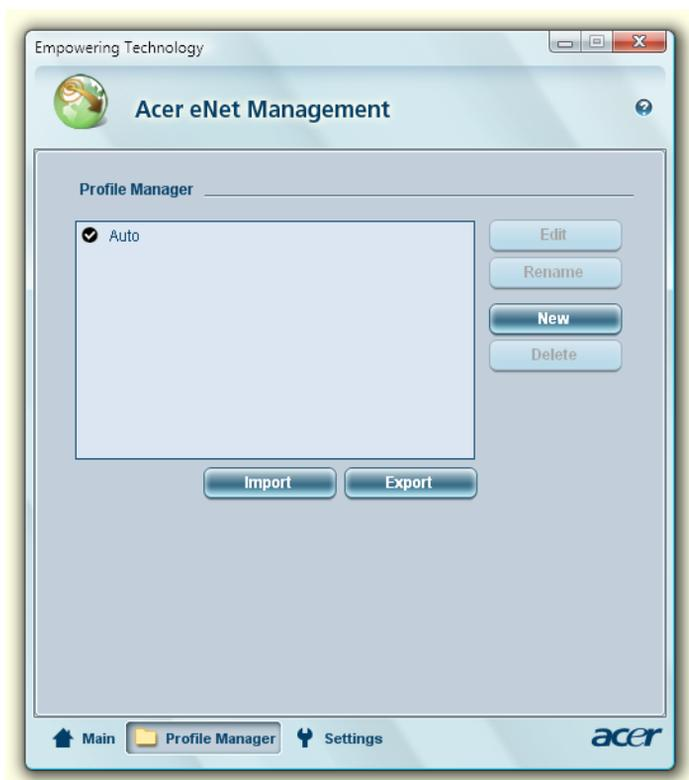 Empowering Technology
Acer eNet Management
Profile Manager
Auto
Edit
Rename
New
Delete
Import
Export
Main
Profile Manager
Settings
acer